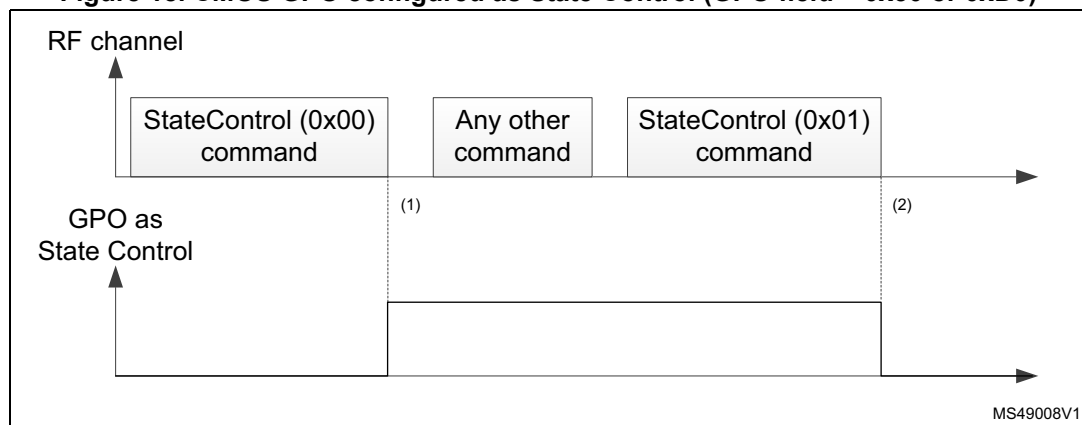 RF channel
StateControl (0x00)
command
Any other
command
StateControl (0x01)
command
(1)
(2)
GPO as
State Control
MS49008V1